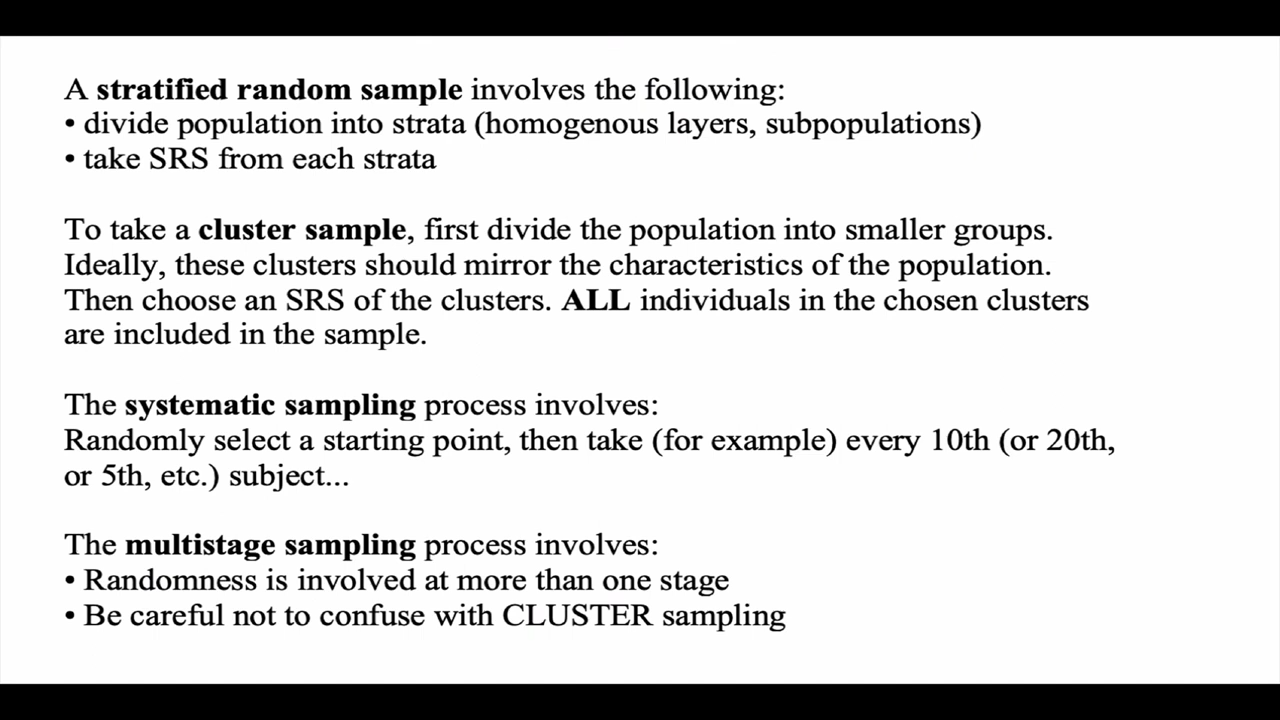 A stratified random sample involves the following:
• divide population into strata (homogenous layers, subpopulations)
• take SRS from each strata
To take a cluster sample, first divide the population into smaller groups.
Ideally, these clusters should mirror the characteristics of the population.
Then choose an SRS of the clusters. ALL individuals in the chosen clusters
are included in the sample.
The systematic sampling process involves:
Randomly select a starting point, then take (for example) every 10th (or 20th,
or 5th, etc.) subject...
The multistage sampling process involves:
• Randomness is involved at more than one stage
• Be careful not to confuse with CLUSTER sampling